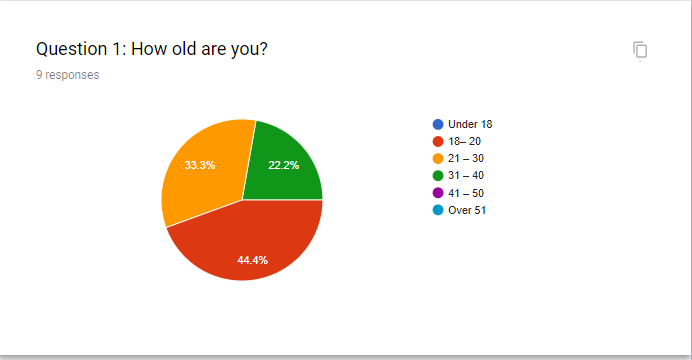 Question 1: How old are you?
9 responses
33.3%
22.2%
44.4%
Under 18
18– 20
21 – 30
31 – 40
41 – 50
Over 51